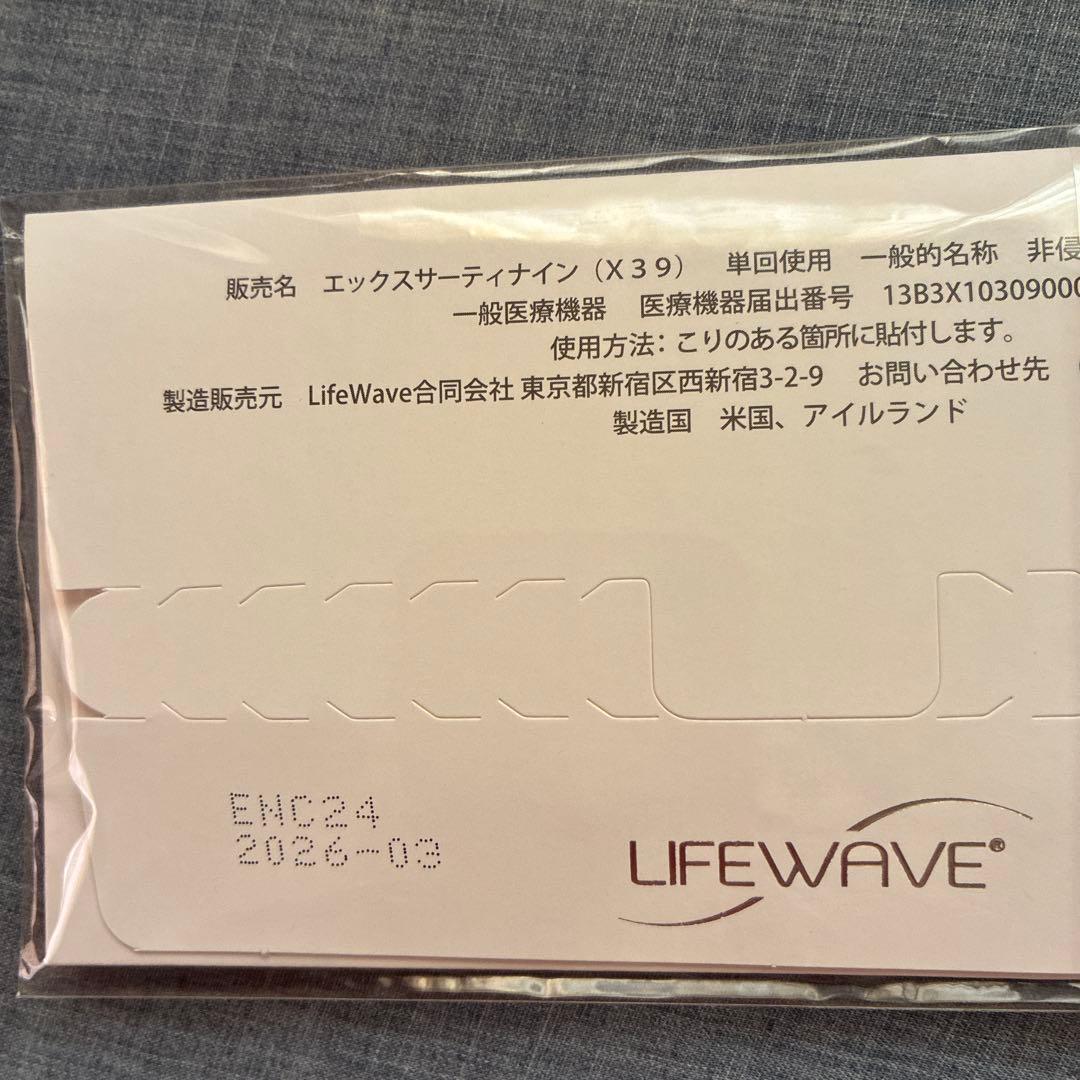 販売名 エックスサーティナイン（X39） 単回使用 一般的名称 非侵
一般医療機器 医療機器届出番号 13B3X10309000
使用方法：こりのある箇所に貼付します。
製造販売元 LifeWave合同会社 東京都新宿区西新宿3-2-9 お問い合わせ先
製造国 米国、アイルランド
ENC24
2026-03
LIFEWAVE®